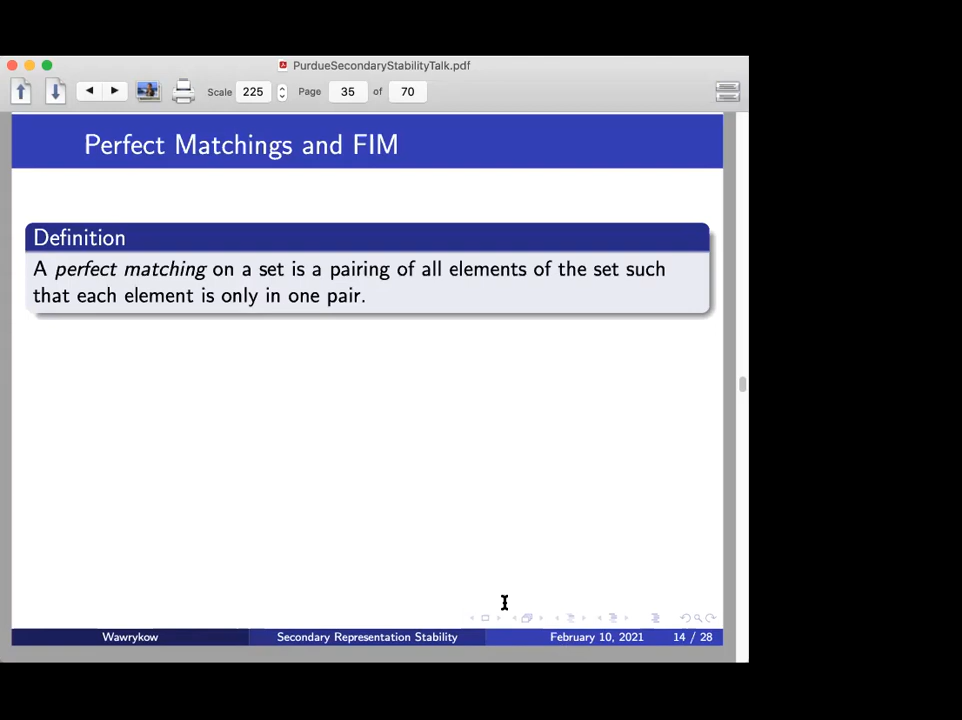 PurdueSecondaryStabilityTalk.pdf
Scale 225 Page 35 of 70
Perfect Matchings and FIM
Definition
A perfect matching on a set is a pairing of all elements of the set such
that each element is only in one pair.
Wawrykow Secondary Representation Stability February 10, 2021 14 / 28